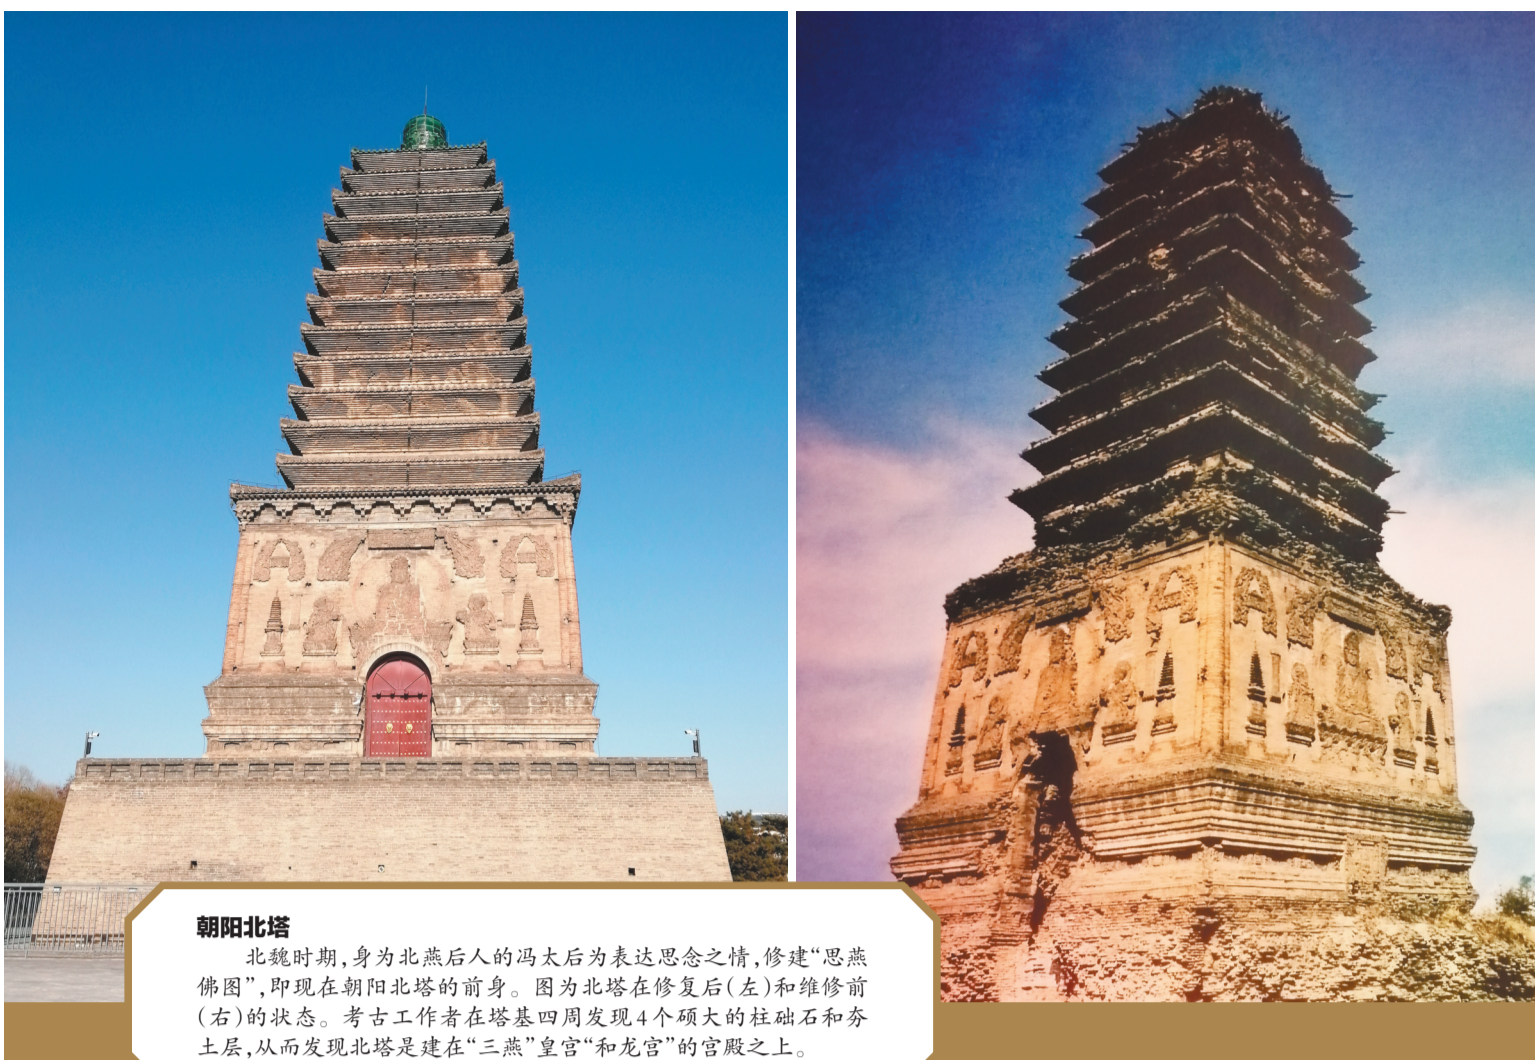 朝阳北塔
北魏时期,身为北燕后人的冯太后为表达思念之情,修建“思燕
佛图”,即现在朝阳北塔的前身。图为北塔在修复后(左)和维修前
(右)的状态。考古工作者在塔基四周发现4个硕大的柱础石和夯
土层,从而发现北塔是建在“三燕”皇宫“和龙宫”的宫殿之上。